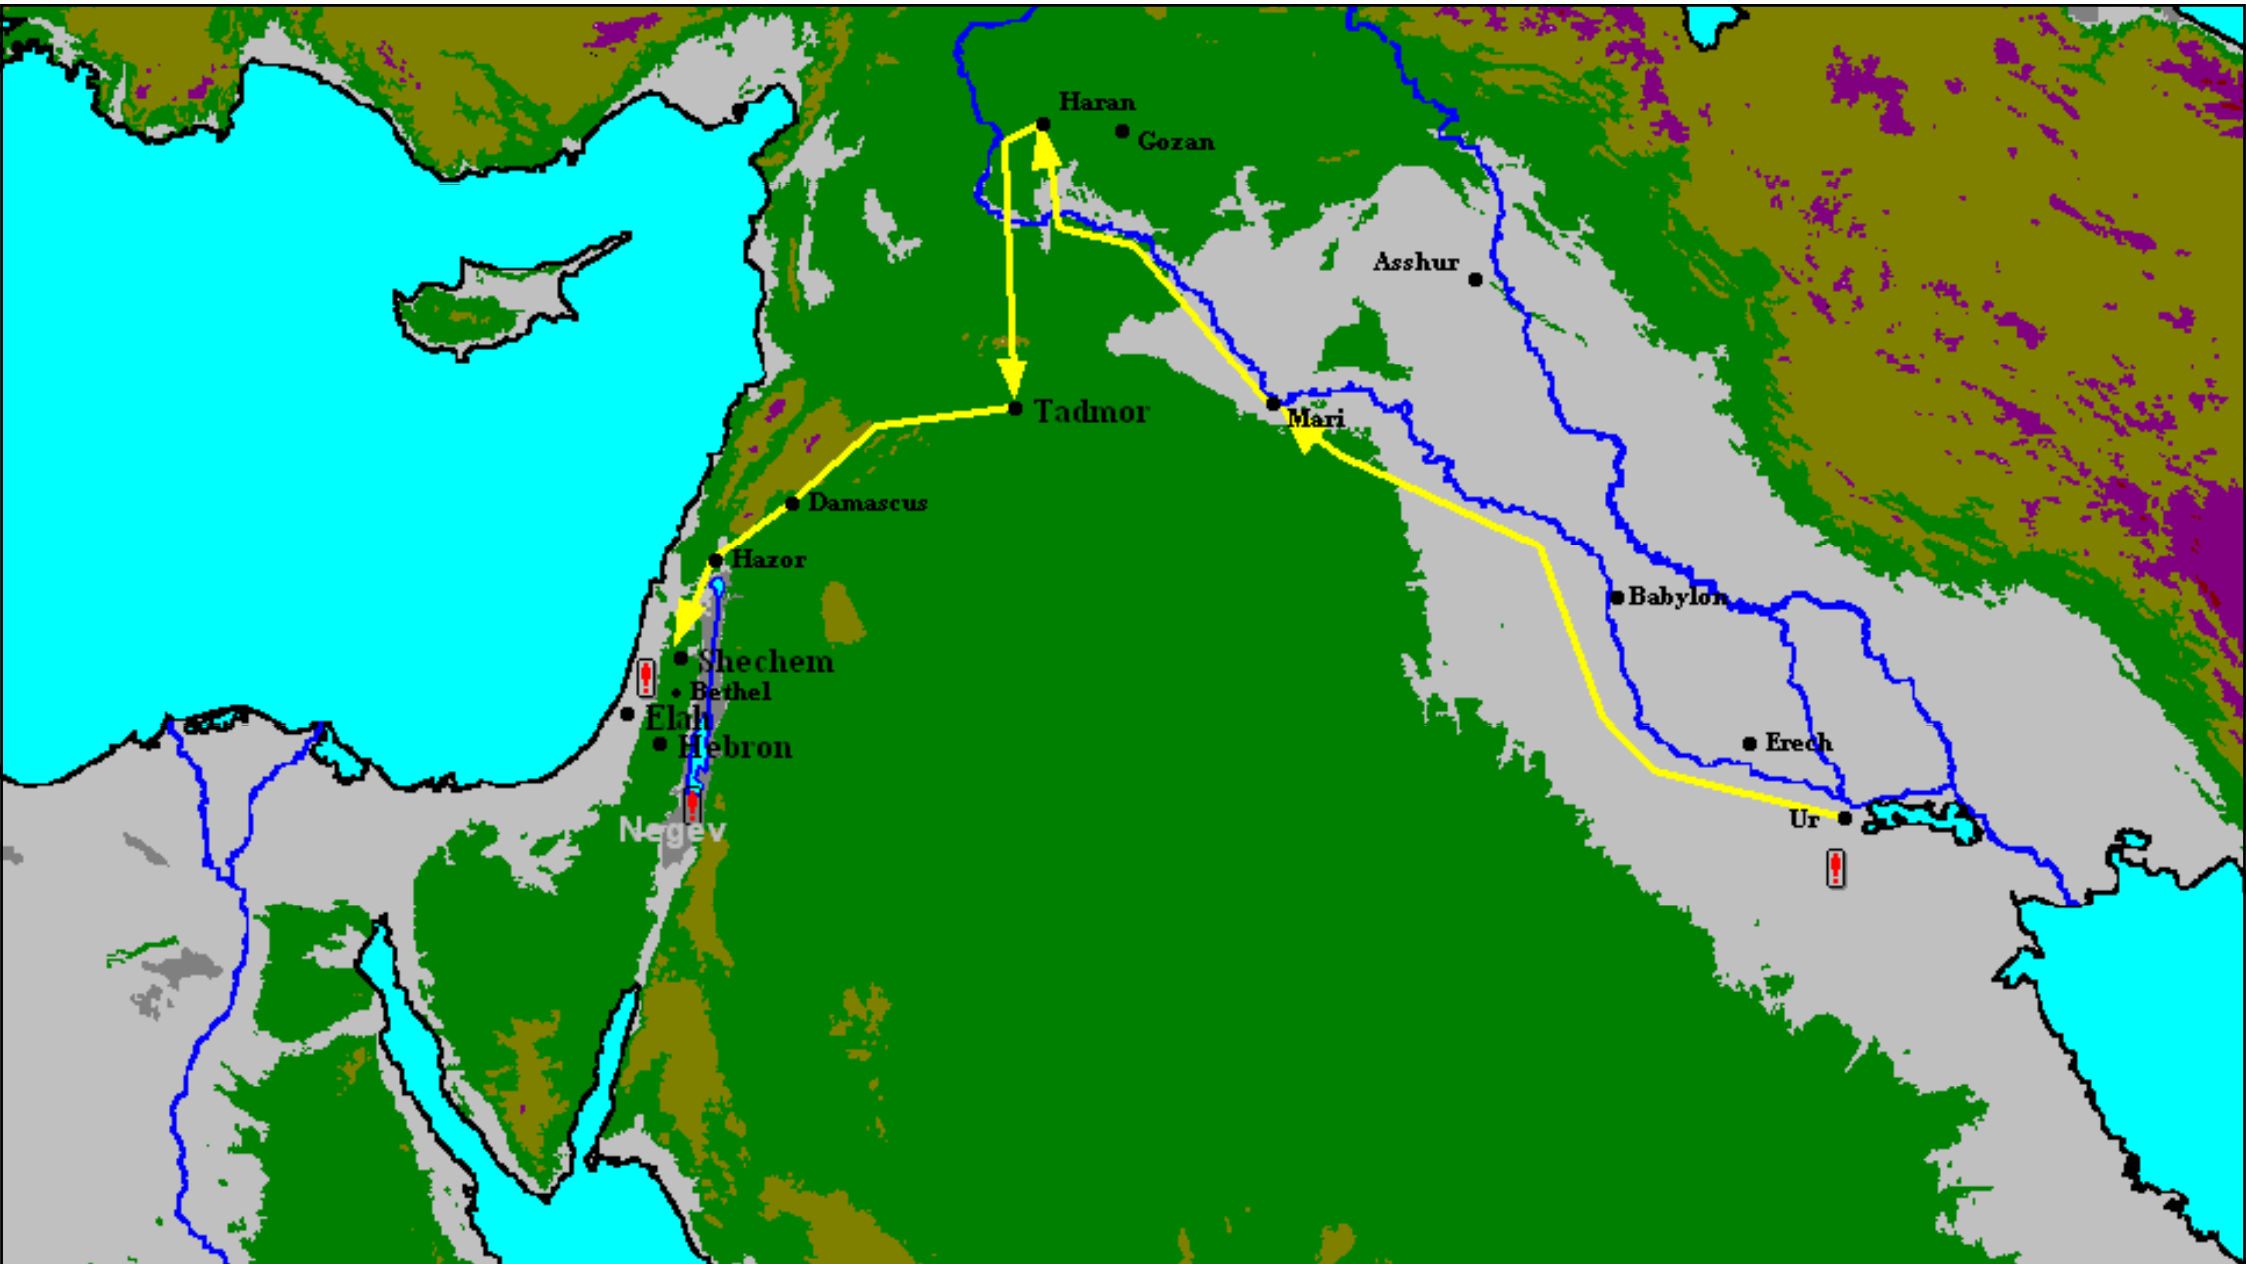 Haran
Gozan
Asshur
Tadmor
Mari
Damascus
Hazor
Babylon
Shechem
Bethel
Elah
Hebron
Erech
Ur
Negev